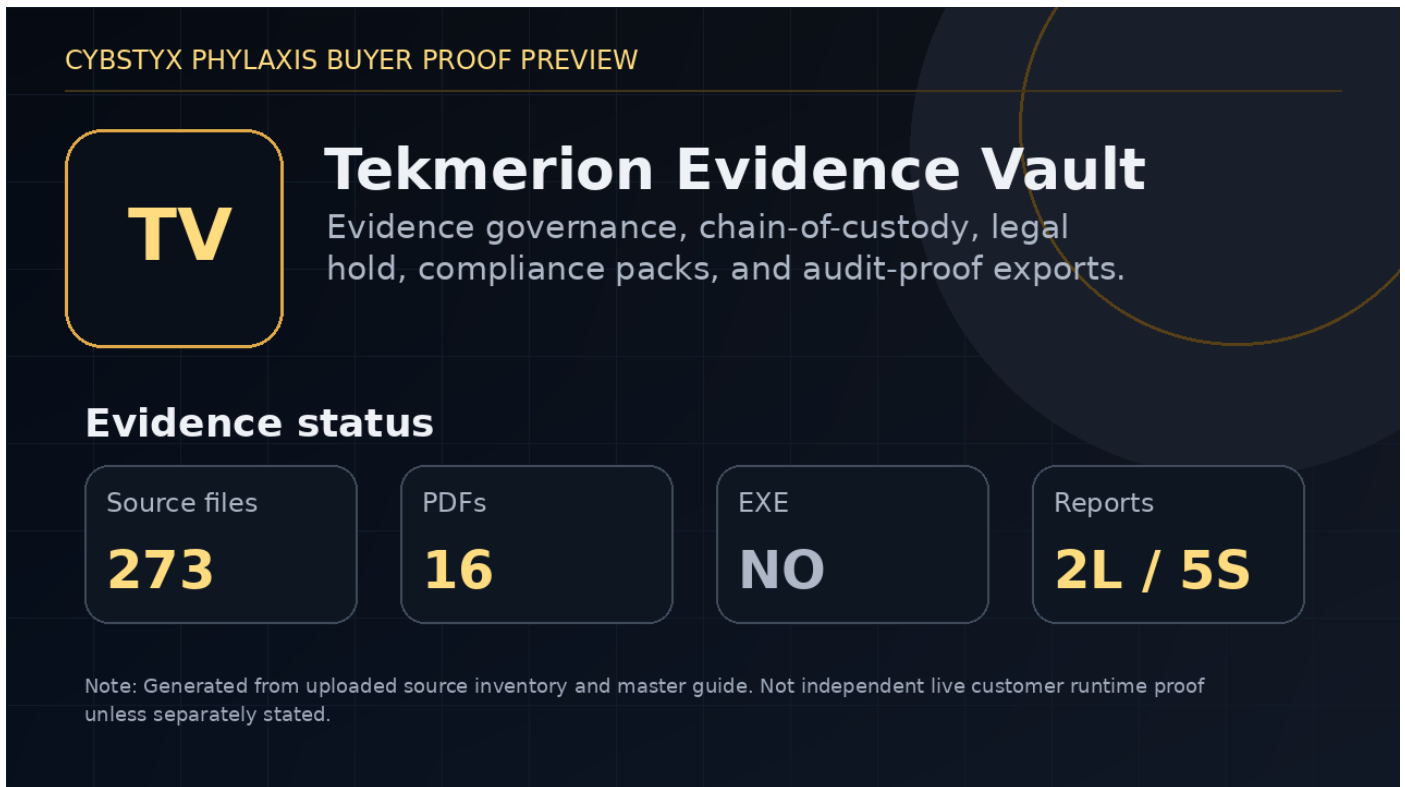 CYBSTYX PHYLAXIS BUYER PROOF PREVIEW
TV
Tekmerion Evidence Vault
Evidence governance, chain-of-custody, legal
hold, compliance packs, and audit-proof exports.
Evidence status
Source files
273
PDFs
16
EXE
NO
Reports
2L / 5S
Note: Generated from uploaded source inventory and master guide. Not independent live customer runtime proof
unless separately stated.